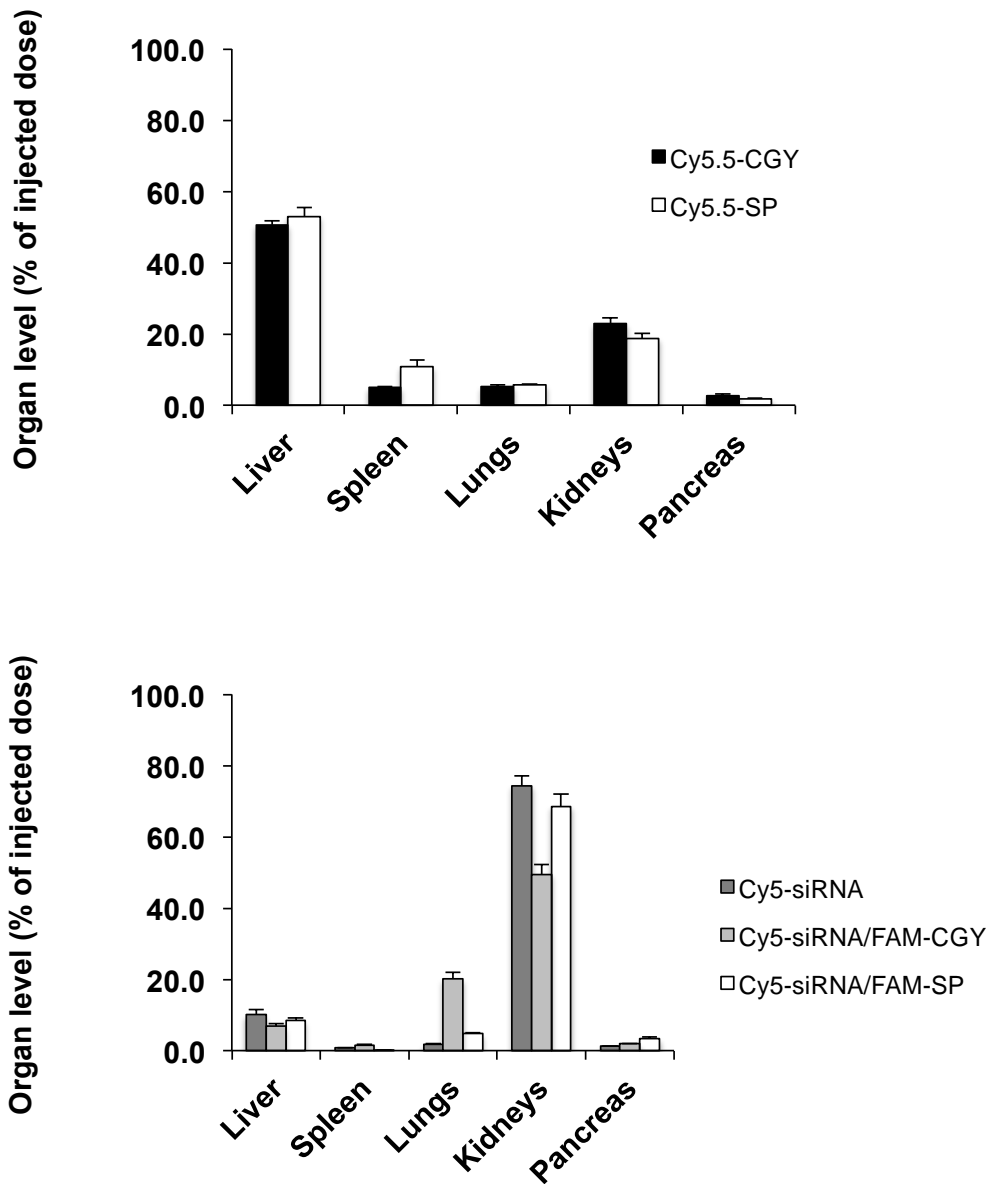 Organ level (% of injected dose)
100.0
80.0
60.0
40.0
20.0
0.0
Cy5.5-CGY
Cy5.5-SP
Liver
Spleen
Lungs
Kidneys
Pancreas
Organ level (% of injected dose)
100.0
80.0
60.0
40.0
20.0
0.0
Cy5-siRNA
Cy5-siRNA/FAM-CGY
Cy5-siRNA/FAM-SP
Liver
Spleen
Lungs
Kidneys
Pancreas